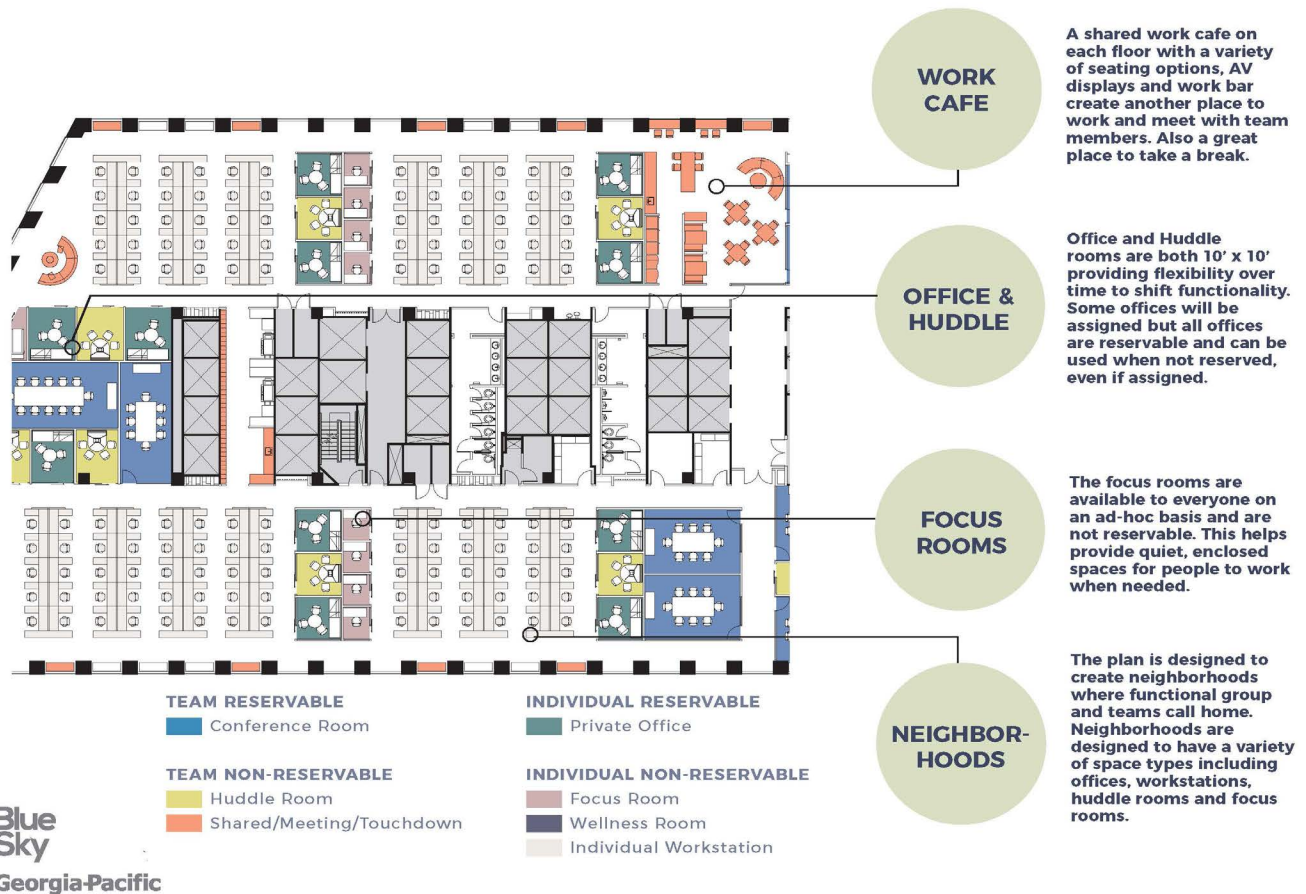 WORK
CAFE
A shared work cafe on
each floor with a variety
of seating options, AV
displays and work bar
create another place to
work and meet with team
members. Also a great
place to take a break.
OFFICE &
HUDDLE
Office and Huddle
rooms are both 10’ x 10’
providing flexibility over
time to shift functionality.
Some offices will be
assigned but all offices
are reservable and can be
used when not reserved,
even if assigned.
FOCUS
ROOMS
The focus rooms are
available to everyone on
an ad-hoc basis and are
not reservable. This helps
provide quiet, enclosed
spaces for people to work
when needed.
NEIGHBOR-
HOODS
The plan is designed to
create neighborhoods
where functional group
and teams call home.
Neighborhoods are
designed to have a variety
of space types including
offices, workstations,
huddle rooms and focus
rooms.
TEAM RESERVABLE
Conference Room
TEAM NON-RESERVABLE
Huddle Room
Shared/Meeting/Touchdown
INDIVIDUAL RESERVABLE
Private Office
INDIVIDUAL NON-RESERVABLE
Focus Room
Wellness Room
Individual Workstation
Blue
Sky
Georgia-Pacific